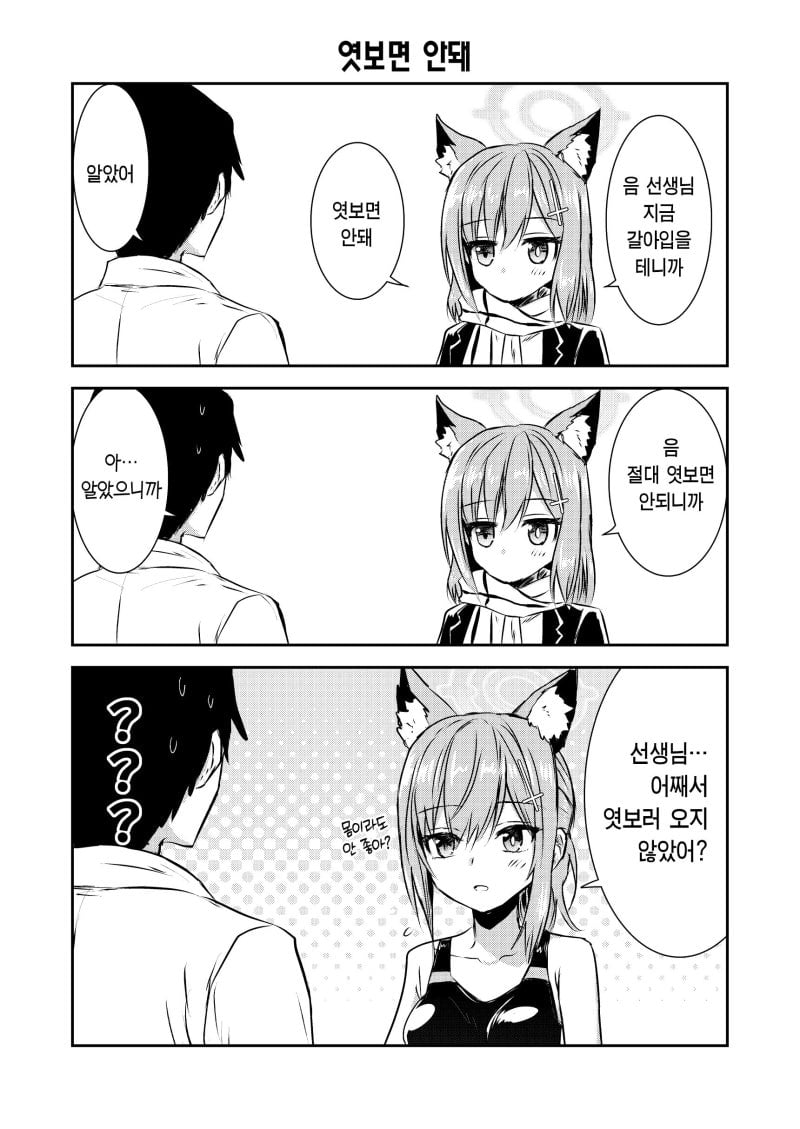 엿보면 안돼
음 선생님
지금
갈아입을
테니까
엿보면
안돼
알았어
음
절대 엿보면
안되니까
아…
알았으니까
선생님…
어째서
엿보러 오지
않았어?
몸이라도
안 좋아?
?
?
?